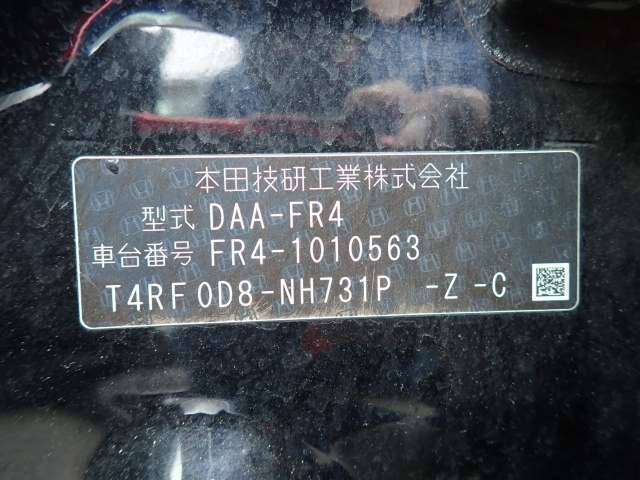 本田技研工業株式会社
型式 DAA-FR4
車台番号 FR4-1010563
T4RF0D8-NH731P -Z -C